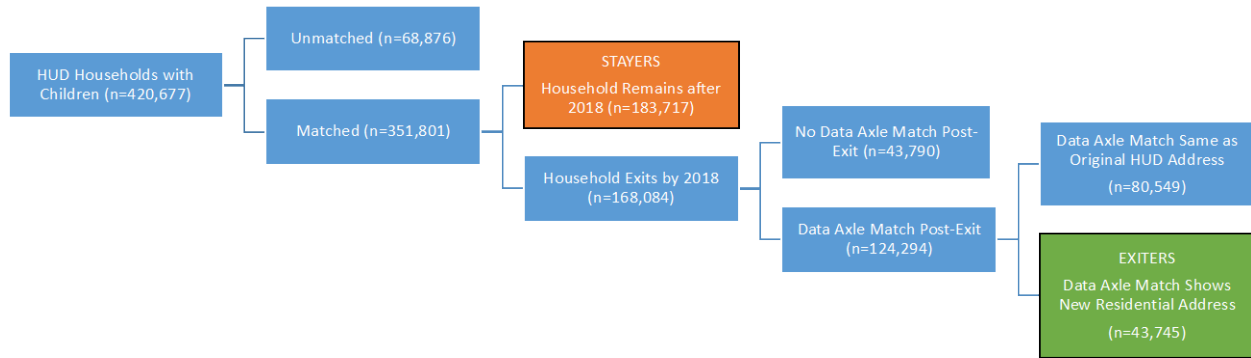 HUD Households with
Children (n=420,677)
Unmatched (n=68,876)
Matched (n=351,801)
STAYERS
Household Remains after
2018 (n=183,717)
Household Exits by 2018
(n=168,084)
No Data Axle Match Post-
Exit (n=43,790)
Data Axle Match Post-Exit
(n=124,294)
Data Axle Match Same as
Original HUD Address
(n=80,549)
EXITERS
Data Axle Match Shows
New Residential Address
(n=43,745)